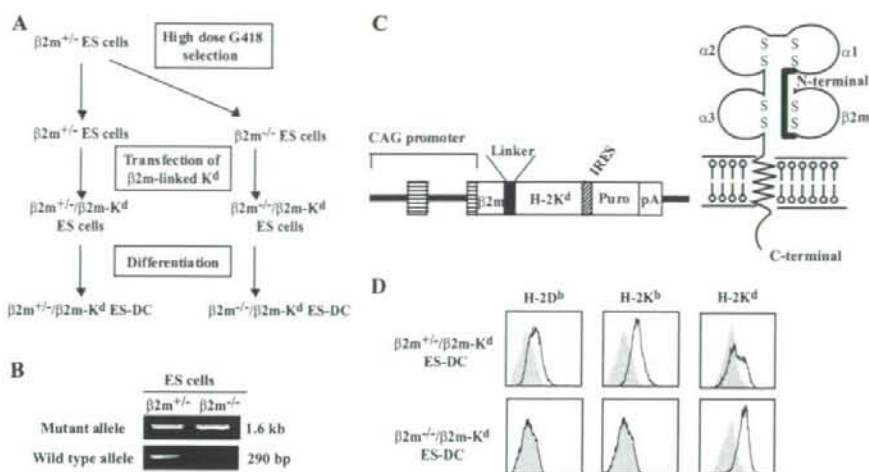 A
β2m+/- ES cells
High dose G418
selection
β2m+/- ES cells
β2m-/- ES cells
Transfection of
β2m-linked Kd
β2m+/-/β2m-Kd
ES cells
β2m-/-/β2m-Kd
ES cells
Differentiation
β2m+/-/β2m-Kd ES-DC
β2m-/-/β2m-Kd ES-DC
B
ES cells
β2m+/- β2m-/-
Mutant allele
1.6 kb
Wild type allele
290 bp
C
CAG promoter
Linker
IRES
β2m
H-2Kd
Puro
pA
α2
S
S
S
S
α1
N-terminal
α3
S
S
S
S
β2m
C-terminal
D
H-2Db
H-2Kb
H-2Kd
β2m+/-/β2m-Kd
ES-DC
β2m-/-/β2m-Kd
ES-DC